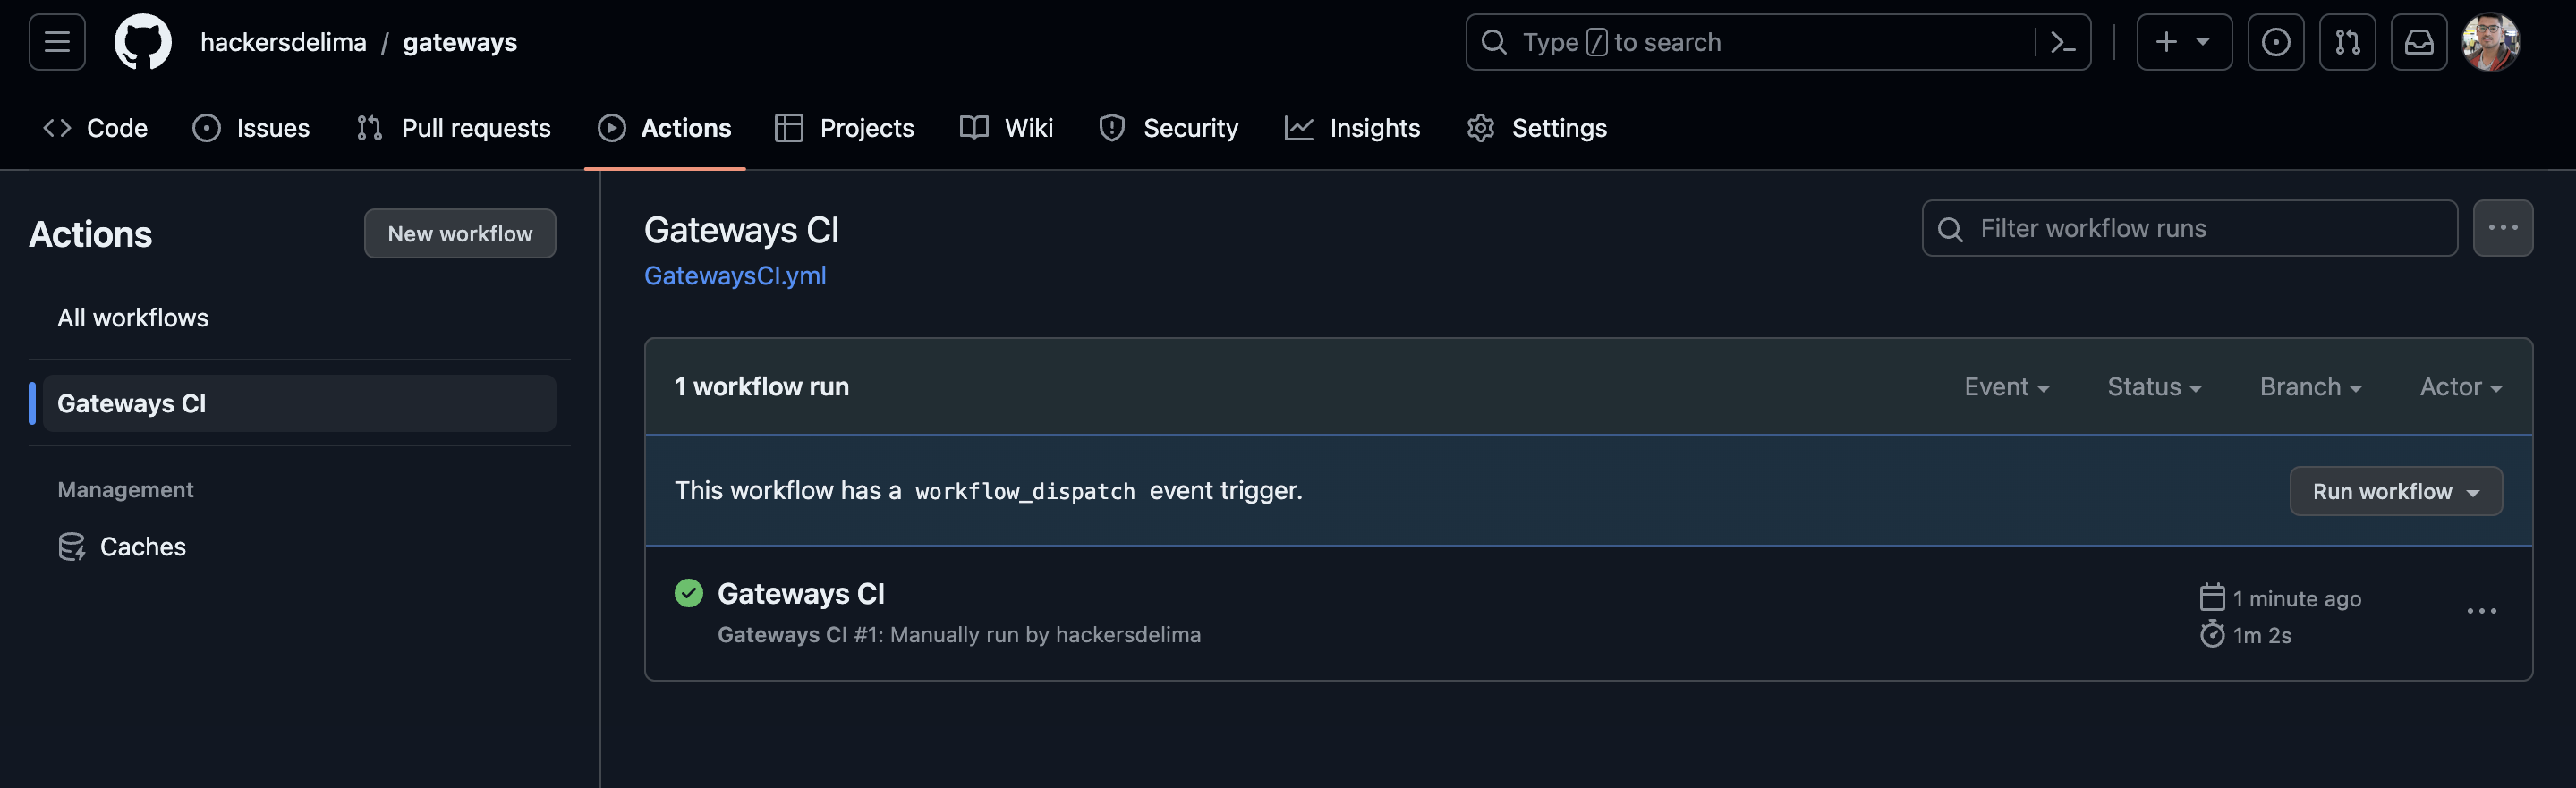 hackersdelima / gateways
Type / to search
Code
Issues
Pull requests
Actions
Projects
Wiki
Security
Insights
Settings
Actions
New workflow
All workflows
Gateways CI
Management
Caches
Gateways CI
GatewaysCI.yml
Filter workflow runs
1 workflow run
Event
Status
Branch
Actor
This workflow has a workflow_dispatch event trigger.
Run workflow
Gateways CI
Gateways CI #1: Manually run by hackersdelima
1 minute ago
1m 2s